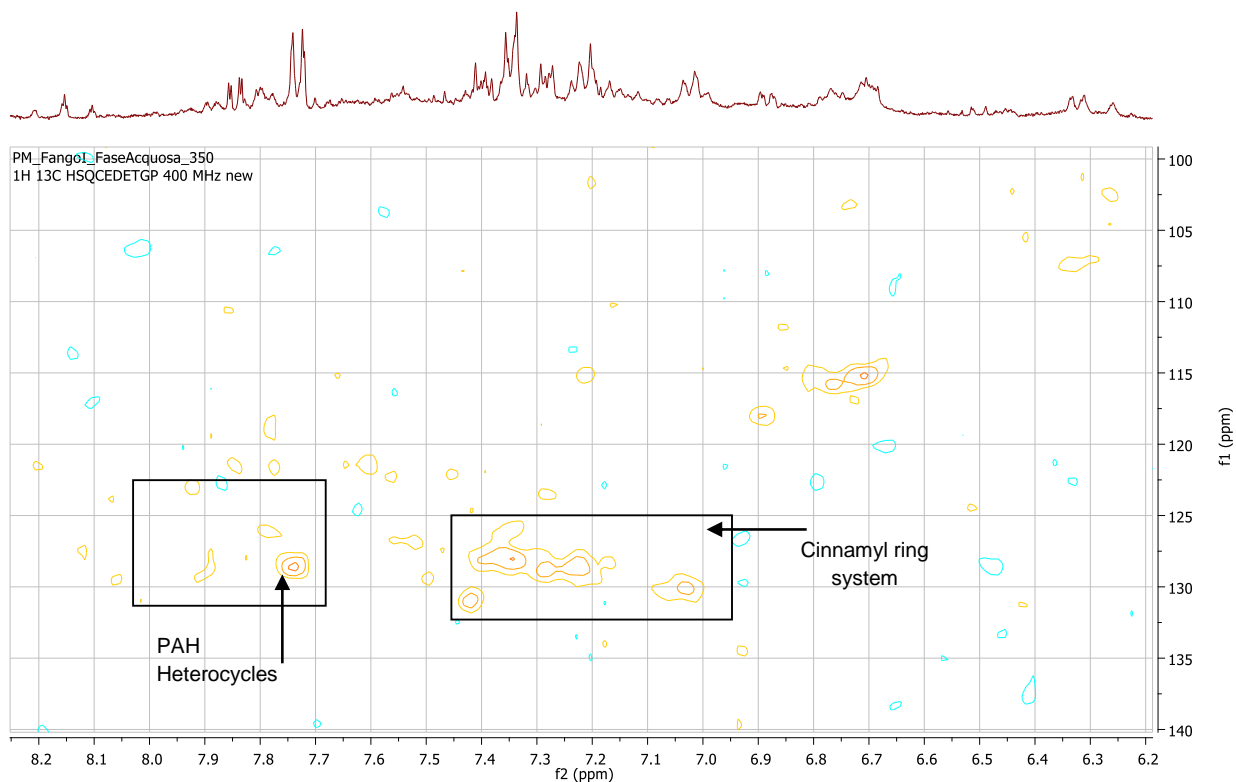 PM_FangoI_FaseAcquosa_350
1H 13C HSQCEDETGP 400 MHz new
100
105
110
115
120
125
130
135
140
f1 (ppm)
Cinnamyl ring
system
PAH
Heterocycles
8.2 8.1 8.0 7.9 7.8 7.7 7.6 7.5 7.4 7.3 7.2 7.1 7.0 6.9 6.8 6.7 6.6 6.5 6.4 6.3 6.2
f2 (ppm)